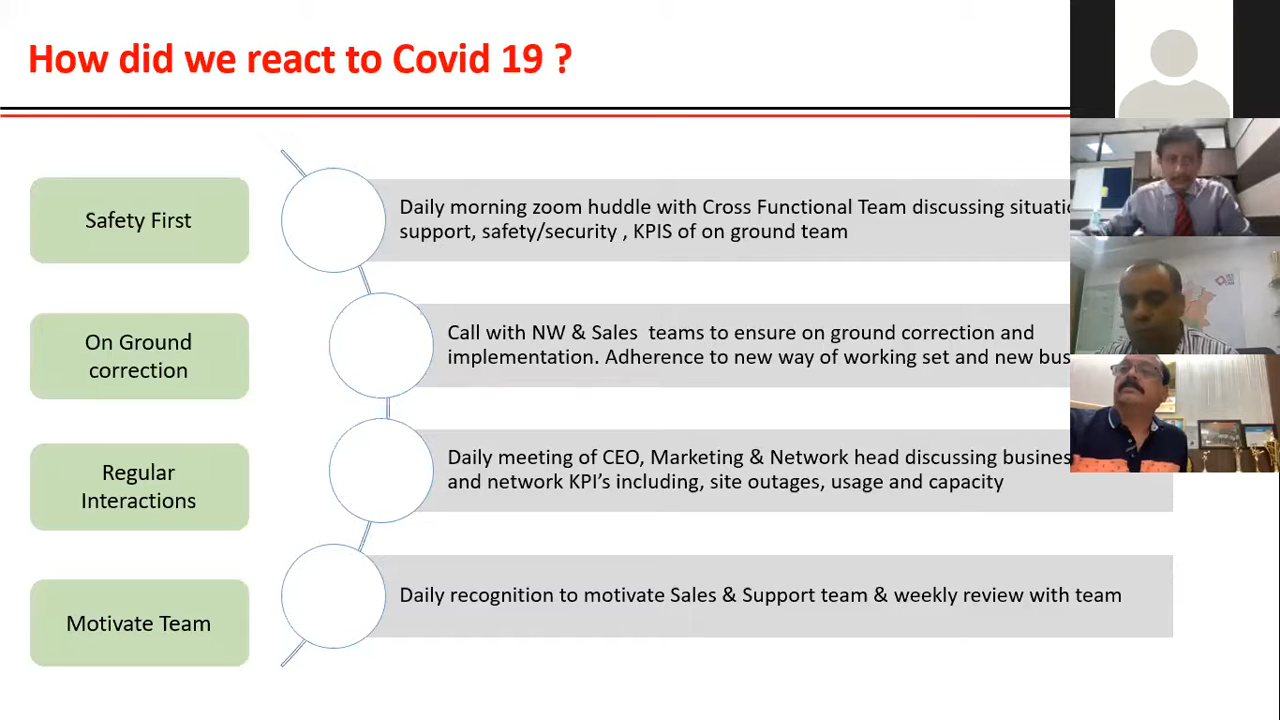 How did we react to Covid 19 ?
Safety First
Daily morning zoom huddle with Cross Functional Team discussing
support, safety/security , KPIS of on ground team
On Ground
correction
Call with NW & Sales teams to ensure on ground correction and
implementation. Adherence to new way of working set and new
Regular
Interactions
Daily meeting of CEO, Marketing & Network head discussing
and network KPI’s including, site outages, usage and capacity
Motivate Team
Daily recognition to motivate Sales & Support team & weekly review with team